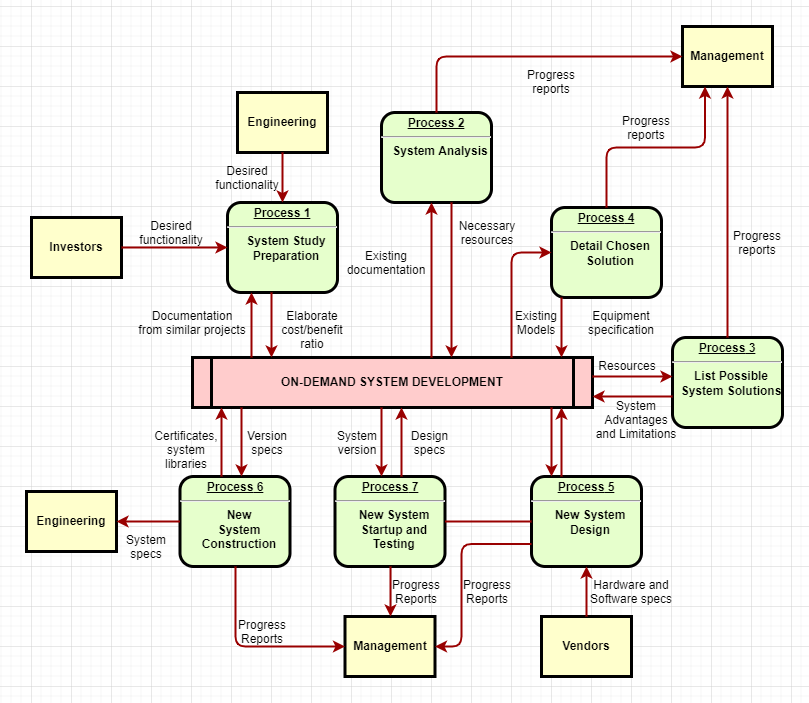 Management
Progress
reports
Engineering
Process 2
System Analysis
Progress
reports
Desired
functionality
Process 1
System Study
Preparation
Investors
Desired
functionality
Process 4
Detail Chosen
Solution
Necessary
resources
Existing
documentation
Progress
reports
Documentation
from similar projects
Elaborate
cost/benefit
ratio
Existing
Models
Equipment
specification
Process 3
List Possible
System Solutions
Resources
ON-DEMAND SYSTEM DEVELOPMENT
System
Advantages
and Limitations
Certificates,
system
libraries
Version
specs
System
version
Design
specs
Process 6
New
System
Construction
Process 7
New System
Startup and
Testing
Process 5
New System
Design
Engineering
System
specs
Progress
Reports
Progress
Reports
Hardware and
Software specs
Progress
Reports
Management
Vendors